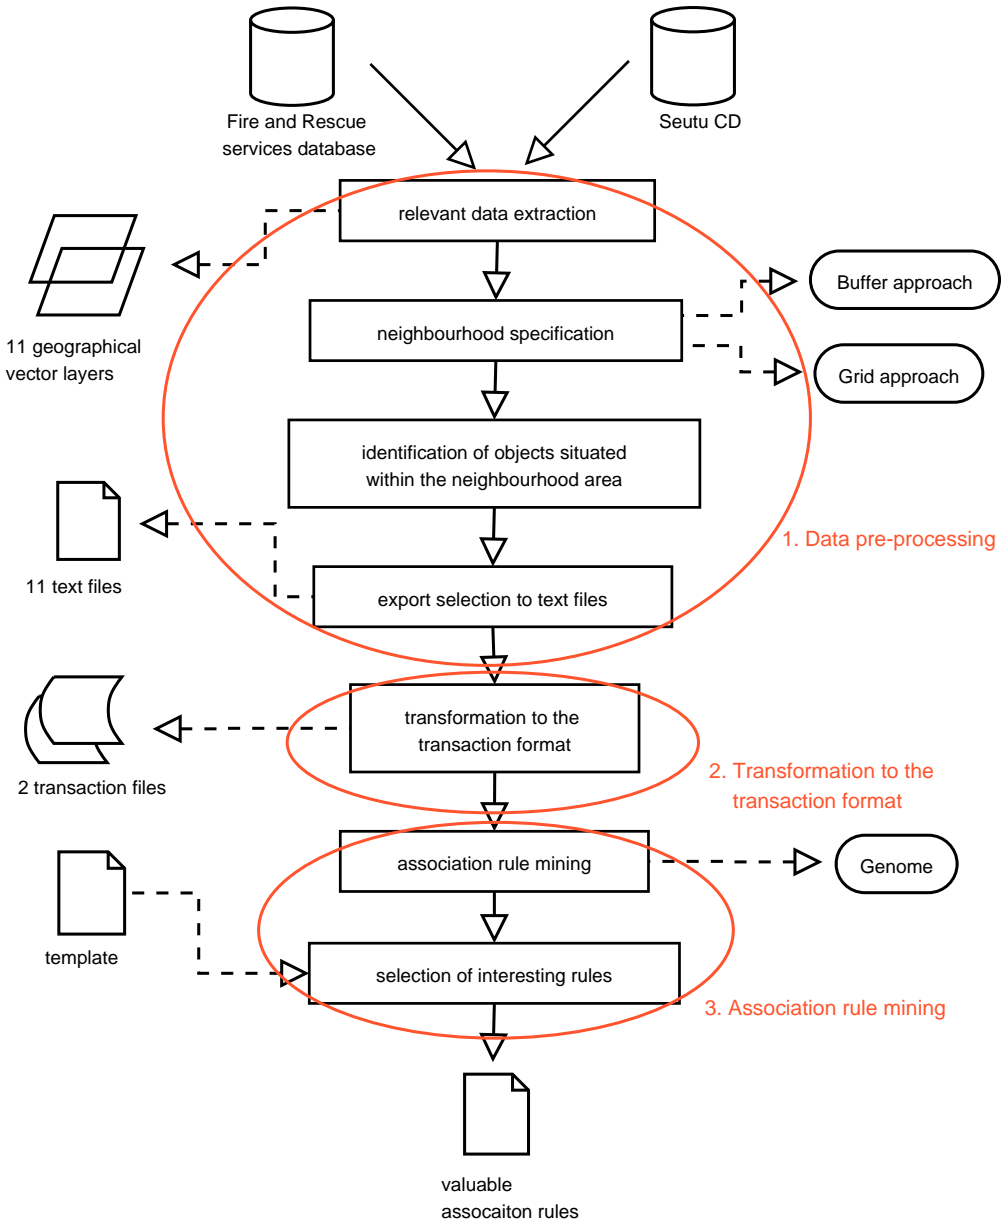 Fire and Rescue
services database
Seutu CD
relevant data extraction
11 geographical
vector layers
neighbourhood specification
Buffer approach
Grid approach
identification of objects situated
within the neighbourhood area
1. Data pre-processing
11 text files
export selection to text files
transformation to the
transaction format
2 transaction files
2. Transformation to the
transaction format
association rule mining
Genome
template
selection of interesting rules
3. Association rule mining
valuable
assocaiton rules